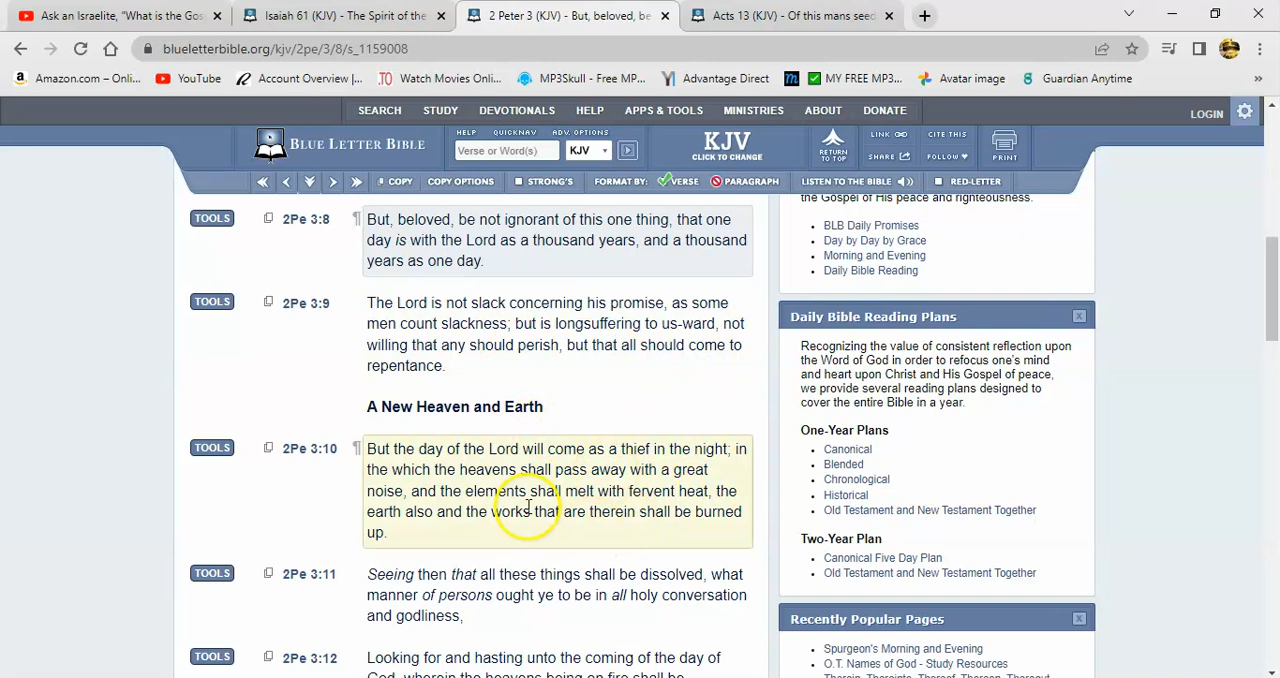 Ask an Israelite, "What is the Gos
Isaiah 61 (KJV) - The Spirit of the
2 Peter 3 (KJV) - But, beloved, be
Acts 13 (KJV) - Of this mans seed
blueletterbible.org/kjv/2pe/3/8/s_1159008
Amazon.com – Onli...
YouTube
Account Overview |...
Watch Movies Onl...
MP3Skull - Free MP...
Advantage Direct
MY FREE MP3...
Avatar image
Guardian Anytime
»
SEARCH STUDY DEVOTIONALS HELP APPS & TOOLS MINISTRIES ABOUT DONATE
LOGIN
BLUE LETTER BIBLE
HELP QUICKNAV ADV. OPTIONS
Verse or Word(s)
KJV
KJV
CLICK TO CHANGE
RETURN
TO TOP
LINK
CITE THIS
SHARE
FOLLOW
PRINT
COPY COPY OPTIONS STRONG'S FORMAT BY: VERSE PARAGRAPH LISTEN TO THE BIBLE RED-LETTER
TOOLS 2Pe 3:8 ¶ But, beloved, be not ignorant of this one thing, that one
day is with the Lord as a thousand years, and a thousand
years as one day.
TOOLS 2Pe 3:9 The Lord is not slack concerning his promise, as some
men count slackness; but is longsuffering to us-ward, not
willing that any should perish, but that all should come to
repentance.
A New Heaven and Earth
TOOLS 2Pe 3:10 ¶ But the day of the Lord will come as a thief in the night; in
the which the heavens shall pass away with a great
noise, and the elements shall melt with fervent heat, the
earth also and the works that are therein shall be burned
up.
TOOLS 2Pe 3:11 Seeing then that all these things shall be dissolved, what
manner of persons ought ye to be in all holy conversation
and godliness,
TOOLS 2Pe 3:12 Looking for and hasting unto the coming of the day of
God, wherein the heavens being on fire shall be
the Gospel of His peace and righteousness.
BLB Daily Promises
Day by Day by Grace
Morning and Evening
Daily Bible Reading
Daily Bible Reading Plans
Recognizing the value of consistent reflection upon
the Word of God in order to refocus one's mind
and heart upon Christ and His Gospel of peace,
we provide several reading plans designed to
cover the entire Bible in a year.
One-Year Plans
Canonical
Blended
Chronological
Historical
Old Testament and New Testament Together
Two-Year Plan
Canonical Five Day Plan
Old Testament and New Testament Together
Recently Popular Pages
Spurgeon's Morning and Evening
O.T. Names of God - Study Resources
Therein, Thereinto, Thereof, Thereon, Thereout